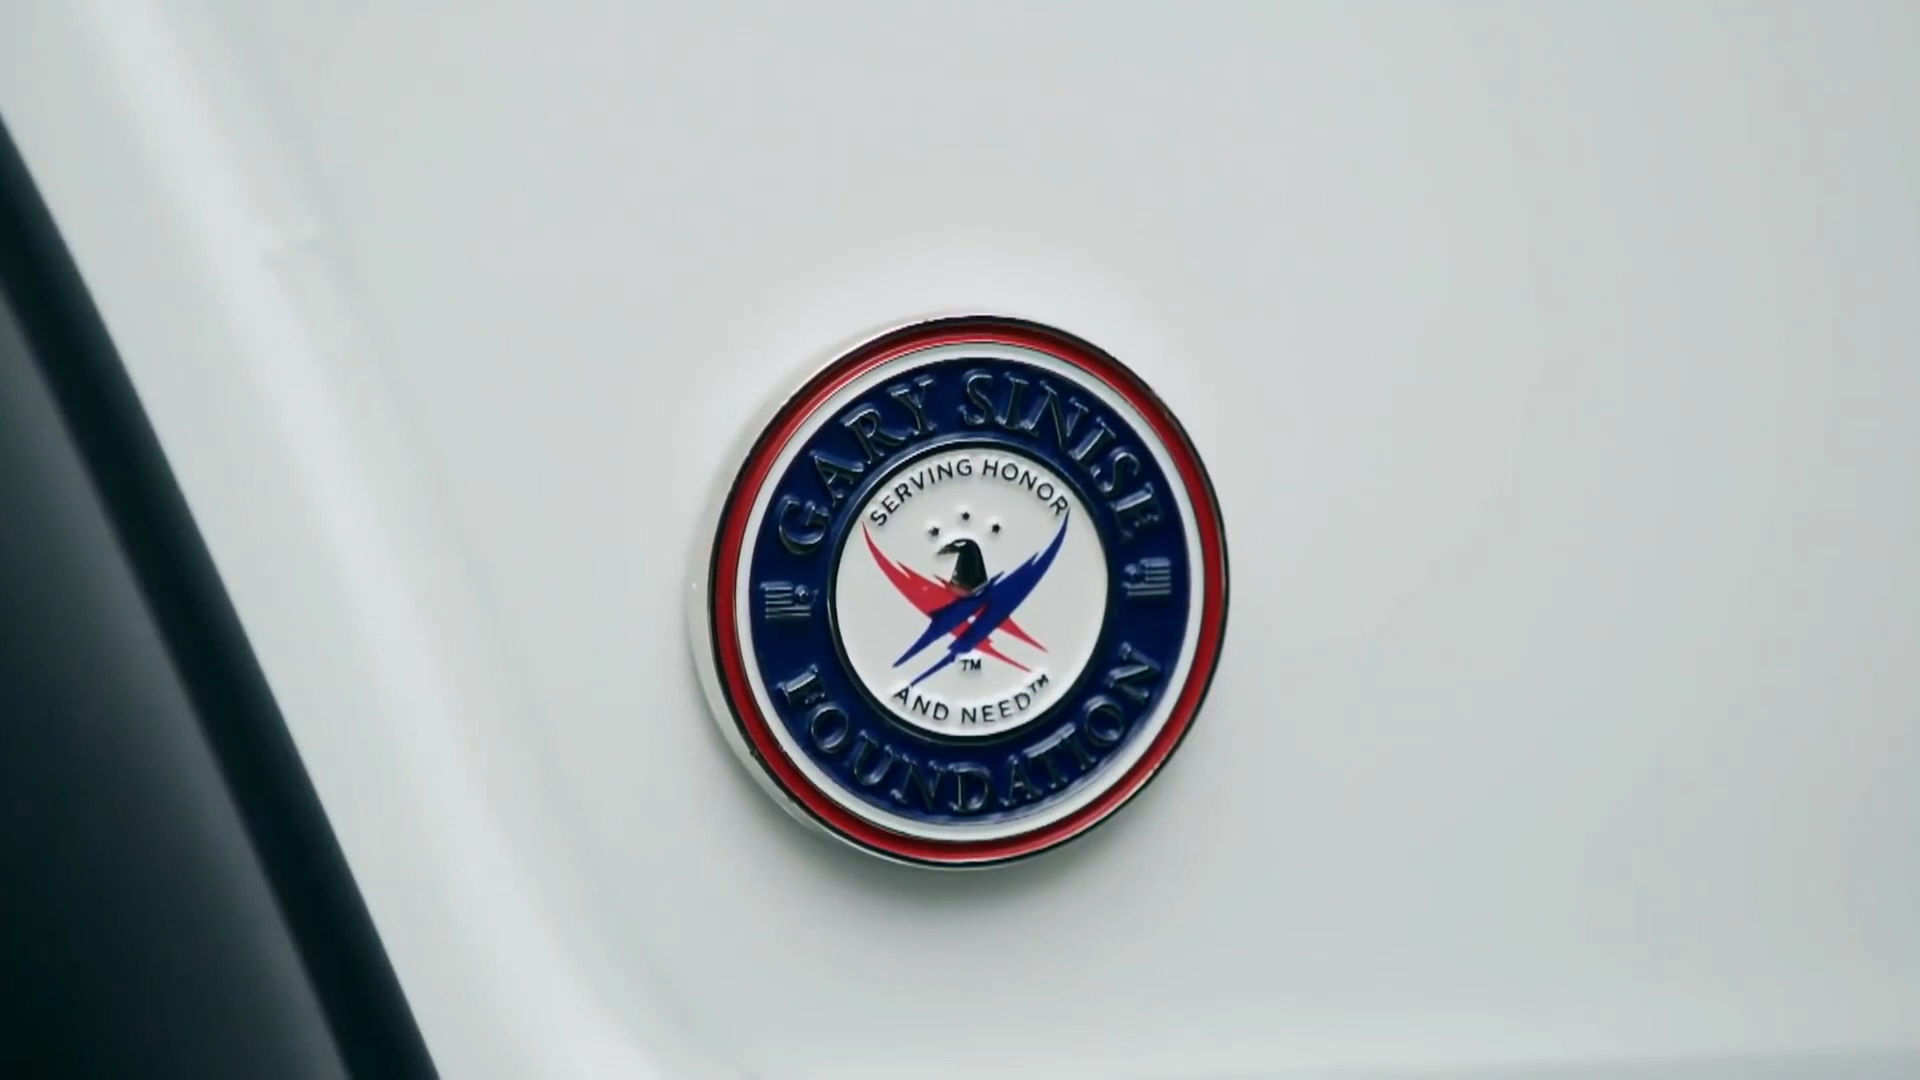 GARY SINISE
SERVING HONOR
™
AND NEED™
FOUNDATION